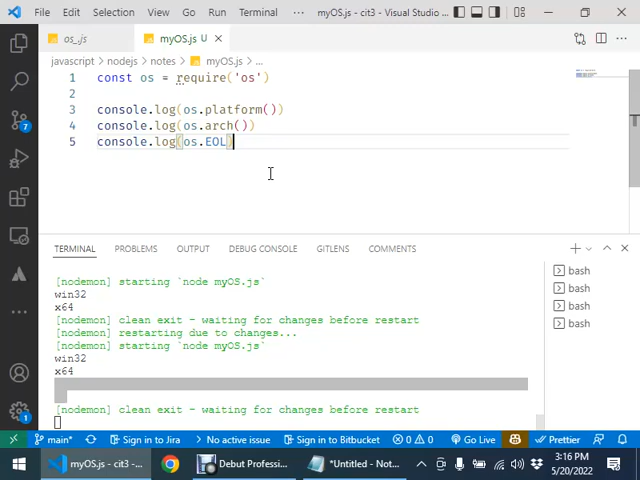 File Edit Selection View Go Run Terminal ··· myOS.js - cit3 - Visual Studio ...
os_.js myOS.js U
javascript > nodejs > notes > myOS.js > ...
1 const os = require('os')
2
3 console.log(os.platform())
4 console.log(os.arch())
5 console.log(os.EOL)
TERMINAL PROBLEMS OUTPUT DEBUG CONSOLE GITLENS COMMENTS
[nodemon] starting `node myOS.js`
win32
x64
[nodemon] clean exit - waiting for changes before restart
[nodemon] restarting due to changes...
[nodemon] starting `node myOS.js`
win32
x64
[nodemon] clean exit - waiting for changes before restart
bash
bash
bash
bash
7
1
main* Sign in to Jira No active issue Sign in to Bitbucket 0 0 Go Live Prettier
myOS.js - cit3 - ... Debut Professi... *Untitled - Not... 3:16 PM
5/20/2022